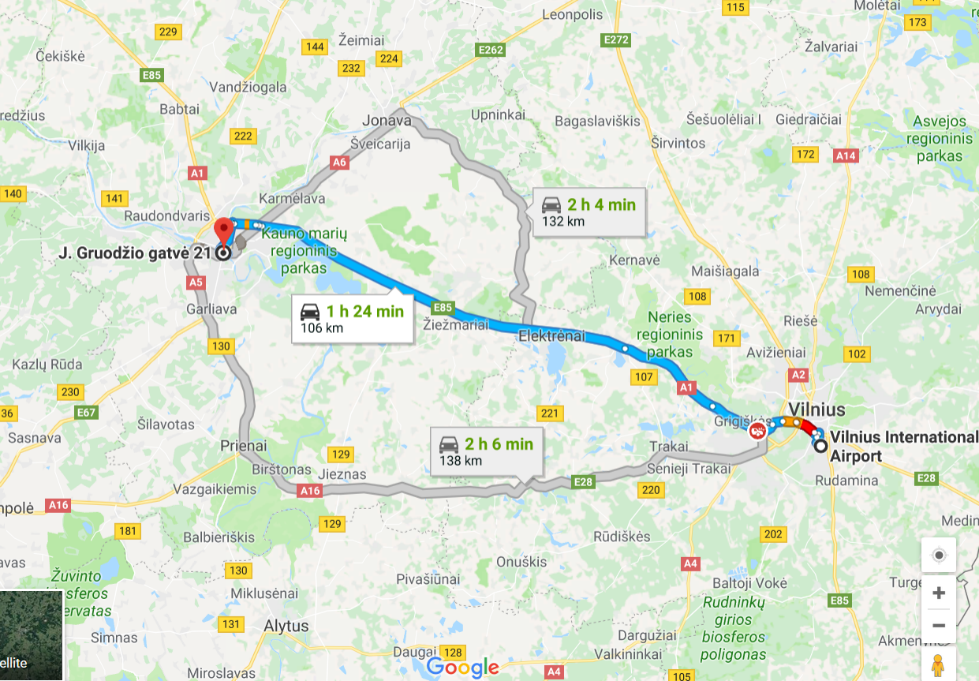 Leonpolis
115
Molėtai
173
229
144
Žeimiai
E262
E272
Žalvariai
Čekiškė
232
224
E85
Vandžiogala
Babtai
Jonava
Upninkai
Bagaslaviškis
Šešuolėliai I
Giedraičiai
Asvejos
regioninis
parkas
222
Šveicarija
Širvintos
Vilkija
172
A14
A1
A6
140
141
Karmėlava
2 h 4 min
132 km
Raudondvaris
Kauno marių
regioninis
parkas
J. Gruodžio gatvė 21
Kernavė
Maišiagala
108
A5
108
Nemenčinė
Garliava
1 h 24 min
106 km
E85
Žiežmariai
Elektrėnai
Neries
regioninis
parkas
Riešė
Arvydai
130
171
Avižieniai
102
Kazlų Rūda
107
A1
A2
230
E67
36
221
Vilnius
Šilavotas
Grigiškės
Sasnava
Vilnius International
Airport
Prienai
2 h 6 min
138 km
Trakai
129
Senieji Trakai
Birštonas
Jieznas
E28
Rudamina
E28
Vazgaikiemis
A16
220
A16
129
181
Balbieriškis
Rūdiškės
202
Onuškis
A4
130
Pivašiūnai
Baltoji Vokė
Žuvinto
Miklusėnai
Rudninkų
girios
biosferos
poligonas
E85
131
Alytus
Simnas
Dargužiai
ellite
Daugai
128
Valkininkai
Google
Miroslavas
A4
105